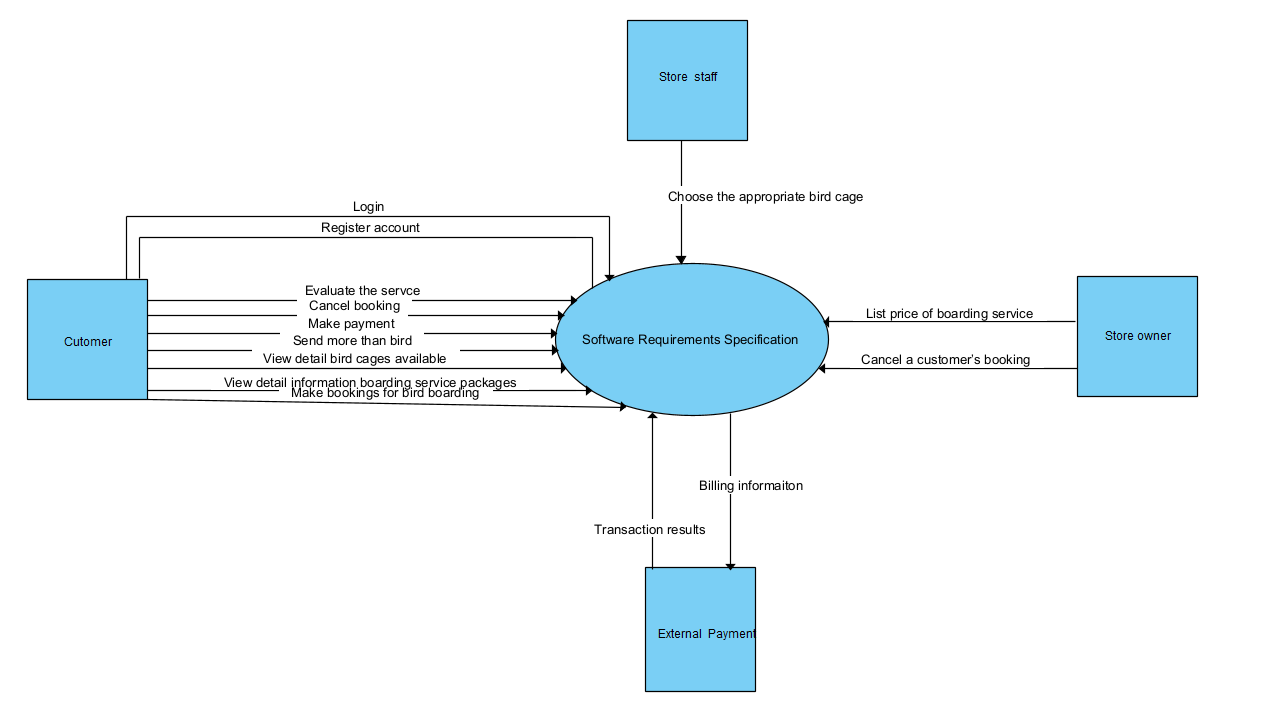 Store staff
Choose the appropriate bird cage
Login
Register account
Evaluate the servce
Cancel booking
Make payment
Send more than bird
View detail bird cages available
View detail information boarding service packages
Make bookings for bird boarding
Cutomer
Software Requirements Specification
List price of boarding service
Cancel a customer's booking
Store owner
Billing informaiton
Transaction results
External Payment